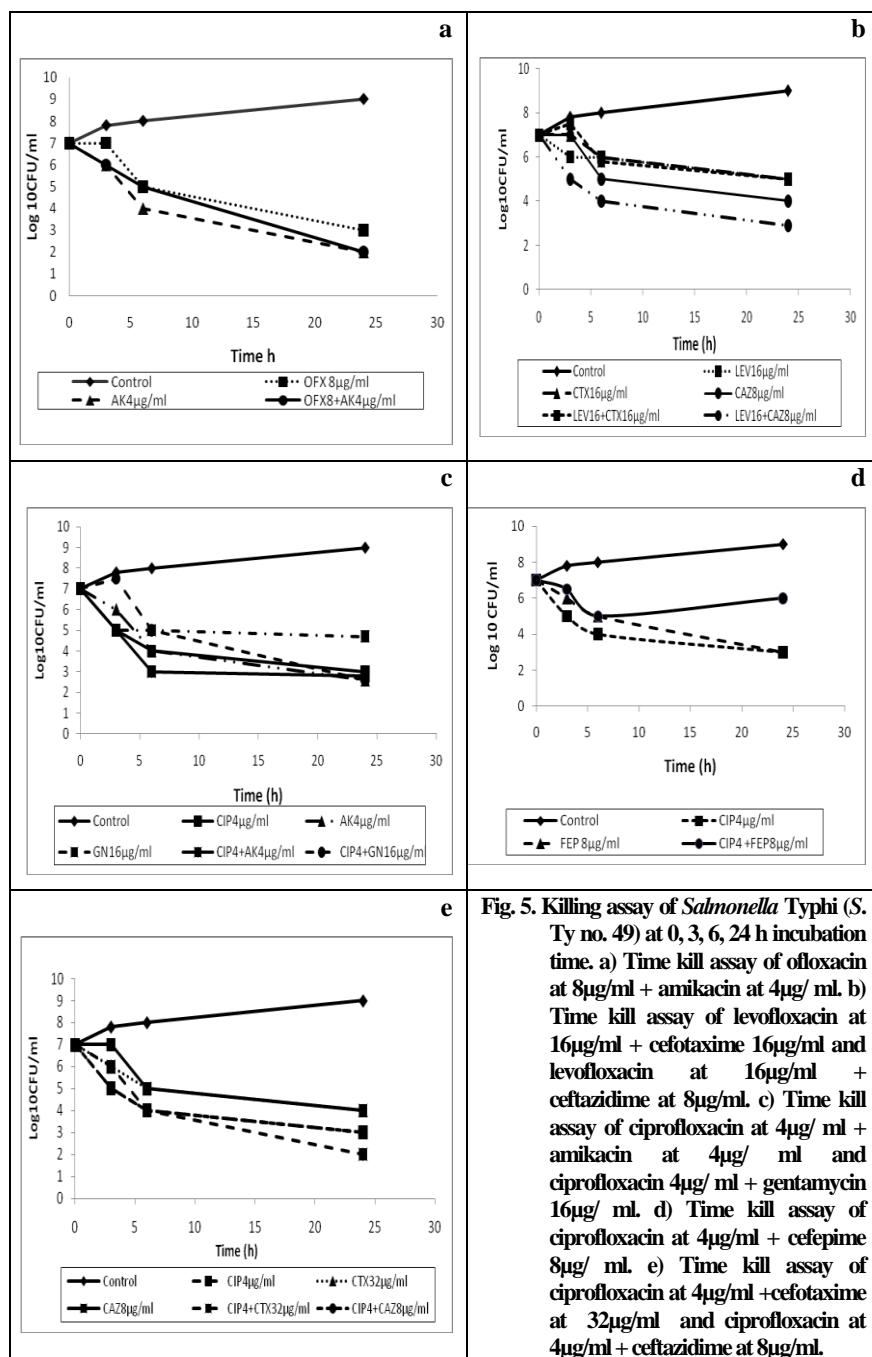 a
10
9
8
7
6
5
4
3
2
1
0
Log 10CFU/ml
0 5 10 15 20 25 30
Time h
Control OFX 8µg/ml
AK4µg/ml OFX8+AK4µg/ml
b
10
8
6
4
2
0
Log 10CFU/ml
0 5 10 15 20 25 30
Time (h)
Control LEV16µg/ml
CTX16µg/ml CAZ8µg/ml
LEV16+CTX16µg/ml LEV16+CAZ8µg/ml
c
10
9
8
7
6
5
4
3
2
1
0
Log10CFU/ml
0 5 10 15 20 25 30
Time (h)
Control CIP4µg/ml AK4µg/ml
GN16µg/ml CIP4+AK4µg/ml CIP4+GN16µg/ml
d
10
8
6
4
2
0
Log 10 CFU/ml
0 5 10 15 20 25 30
Time (h)
Control CIP4µg/ml
FEP 8µg/ml CIP4 +FEP8µg/ml
e
10
9
8
7
6
5
4
3
2
1
0
Log10CFU/ml
0 5 10 15 20 25 30
Time (h)
Control CIP4µg/ml CTX32µg/ml
CAZ8µg/ml CIP4+CTX32µg/ml CIP4+CAZ8µg/ml
Fig. 5. Killing assay of Salmonella Typhi (S.
Ty no. 49) at 0, 3, 6, 24 h incubation
time. a) Time kill assay of ofloxacin
at 8µg/ml + amikacin at 4µg/ ml. b)
Time kill assay of levofloxacin at
16µg/ml + cefotaxime 16µg/ml and
levofloxacin at 16µg/ml +
ceftazidime at 8µg/ml. c) Time kill
assay of ciprofloxacin at 4µg/ ml +
amikacin at 4µg/ ml and
ciprofloxacin 4µg/ ml + gentamycin
16µg/ ml. d) Time kill assay of
ciprofloxacin at 4µg/ml + cefepime
8µg/ ml. e) Time kill assay of
ciprofloxacin at 4µg/ml +cefotaxime
at 32µg/ml and ciprofloxacin at
4µg/ml + ceftazidime at 8µg/ml.